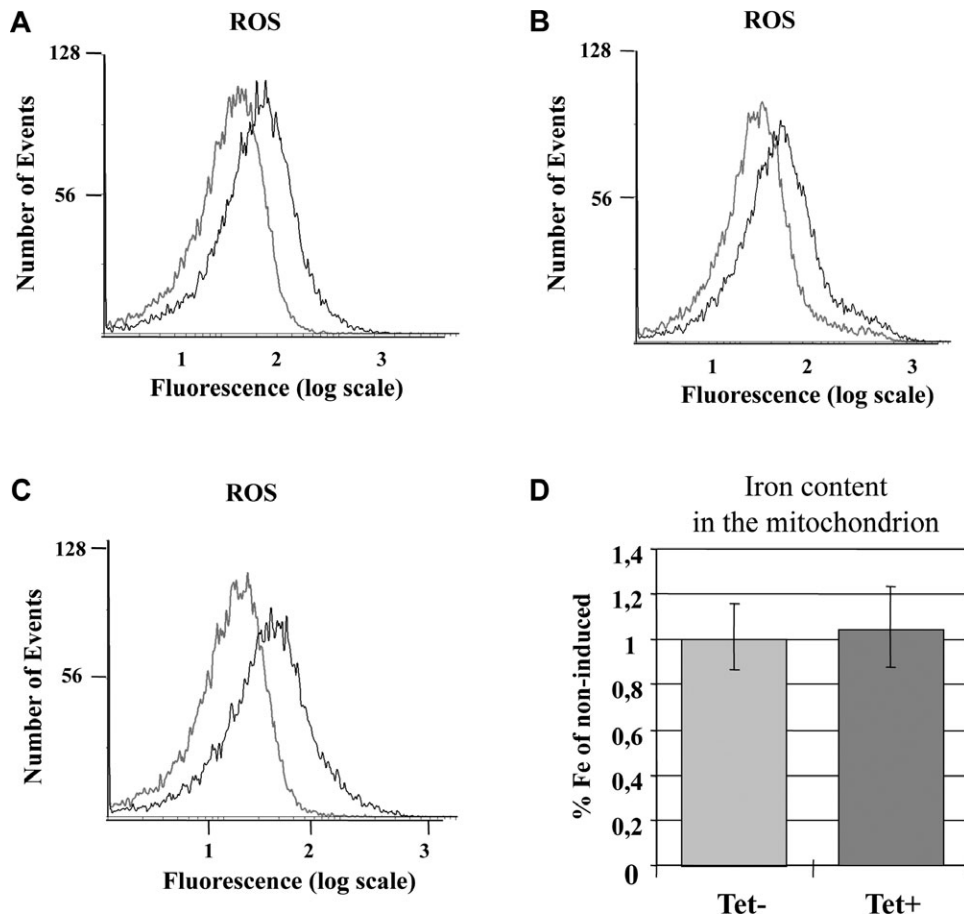 A
ROS
128
56
Number of Events
1 2 3
Fluorescence (log scale)
B
ROS
128
56
Number of Events
1 2 3
Fluorescence (log scale)
C
ROS
128
56
Number of Events
1 2 3
Fluorescence (log scale)
D
Iron content
in the mitochondrion
% Fe of non-induced
1,4
1,2
1
0,8
0,6
0,4
0,2
0
Tet- Tet+